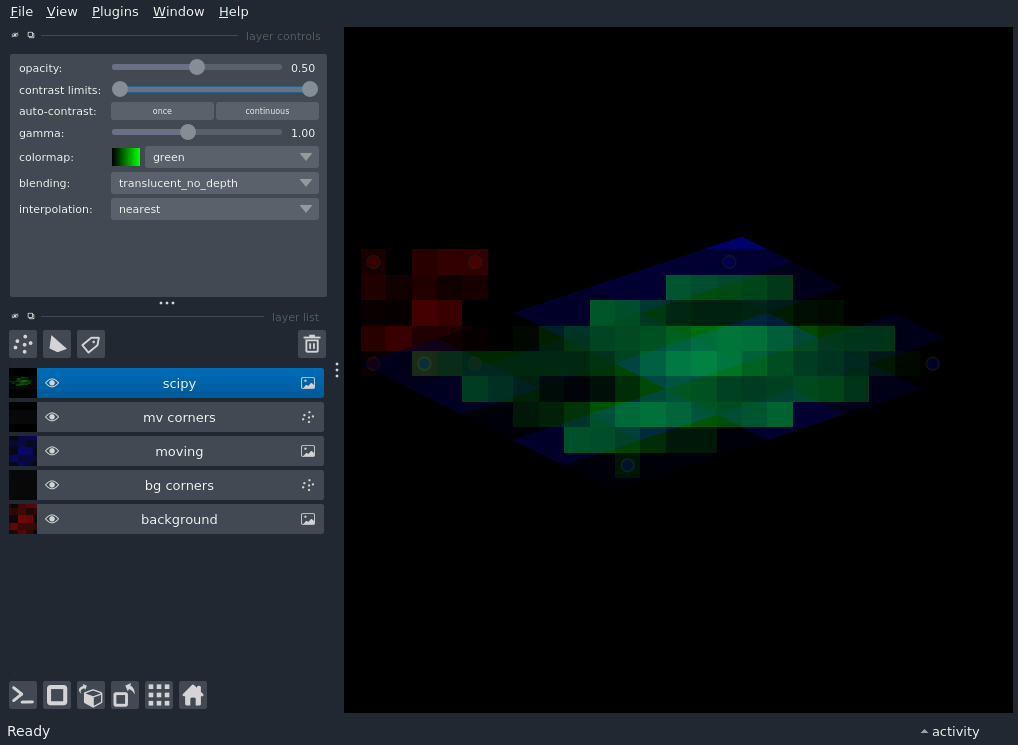 File View Plugins Window Help
layer controls
opacity: 0.50
contrast limits:
auto-contrast: once continuous
gamma: 1.00
colormap: green
blending: translucent_no_depth
interpolation: nearest
layer list
scipy
mv corners
moving
bg corners
background
Ready
activity